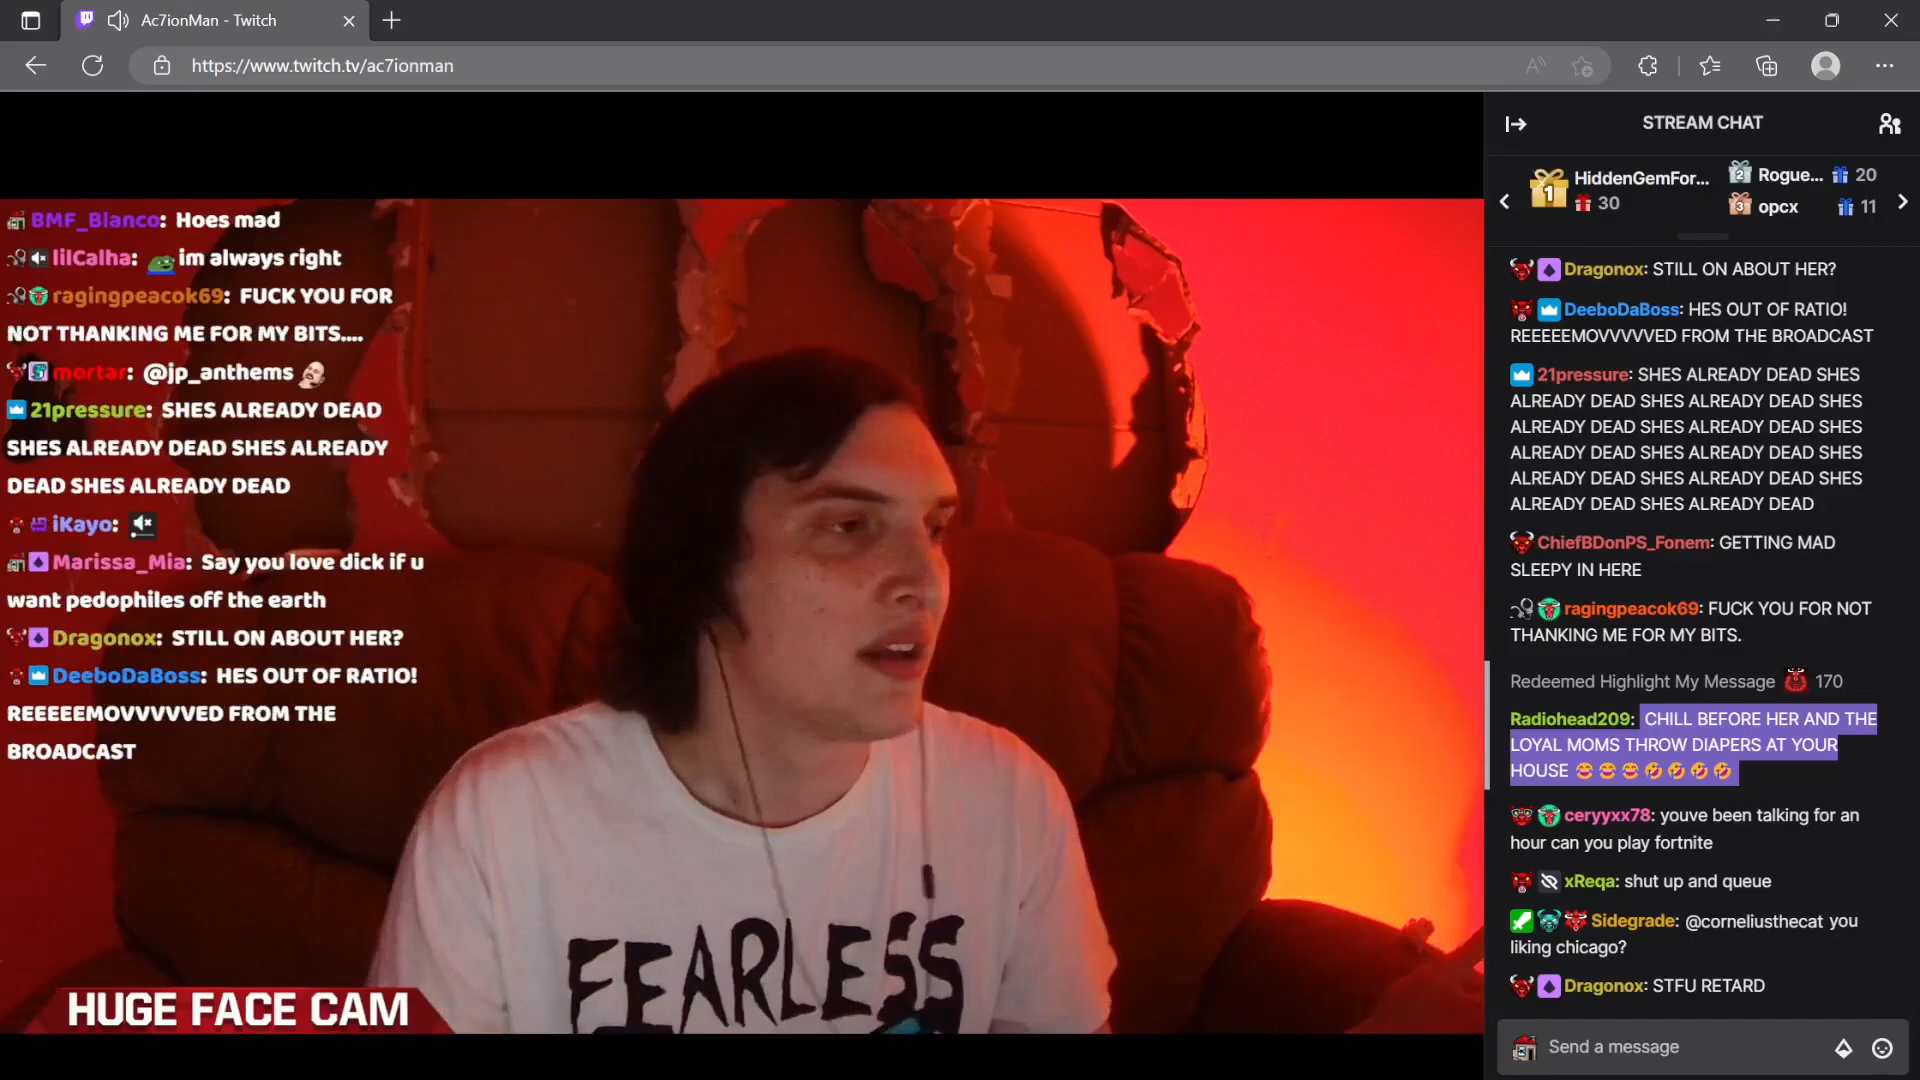 Ac7ionMan - Twitch
https://www.twitch.tv/ac7ionman
BMF_Blanco: Hoes mad
lilCalha: im always right
ragingpeacok69: FUCK YOU FOR
NOT THANKING ME FOR MY BITS....
mortar: @jp_anthems
21pressure: SHES ALREADY DEAD
SHES ALREADY DEAD SHES ALREADY
DEAD SHES ALREADY DEAD
iKayo:
Marissa_Mia: Say you love dick if u
want pedophiles off the earth
Dragonox: STILL ON ABOUT HER?
DeeboDaBoss: HES OUT OF RATIO!
REEEEEMOVVVVVED FROM THE
BROADCAST
FEARLESS
HUGE FACE CAM
STREAM CHAT
1 HiddenGemFor... 30
2 Rogue... 20
3 opcx 11
Dragonox: STILL ON ABOUT HER?
DeeboDaBoss: HES OUT OF RATIO!
REEEEEMOVVVVVED FROM THE BROADCAST
21pressure: SHES ALREADY DEAD SHES
ALREADY DEAD SHES ALREADY DEAD SHES
ALREADY DEAD SHES ALREADY DEAD SHES
ALREADY DEAD SHES ALREADY DEAD SHES
ALREADY DEAD SHES ALREADY DEAD SHES
ALREADY DEAD SHES ALREADY DEAD
ChiefBDonPS_Fonem: GETTING MAD
SLEEPY IN HERE
ragingpeacok69: FUCK YOU FOR NOT
THANKING ME FOR MY BITS.
Redeemed Highlight My Message 170
Radiohead209: CHILL BEFORE HER AND THE
LOYAL MOMS THROW DIAPERS AT YOUR
HOUSE 😂😂😂🤣🤣🤣🤣
ceryyxx78: youve been talking for an
hour can you play fortnite
xReqa: shut up and queue
Sidegrade: @corneliusthecat you
liking chicago?
Dragonox: STFU RETARD
Send a message